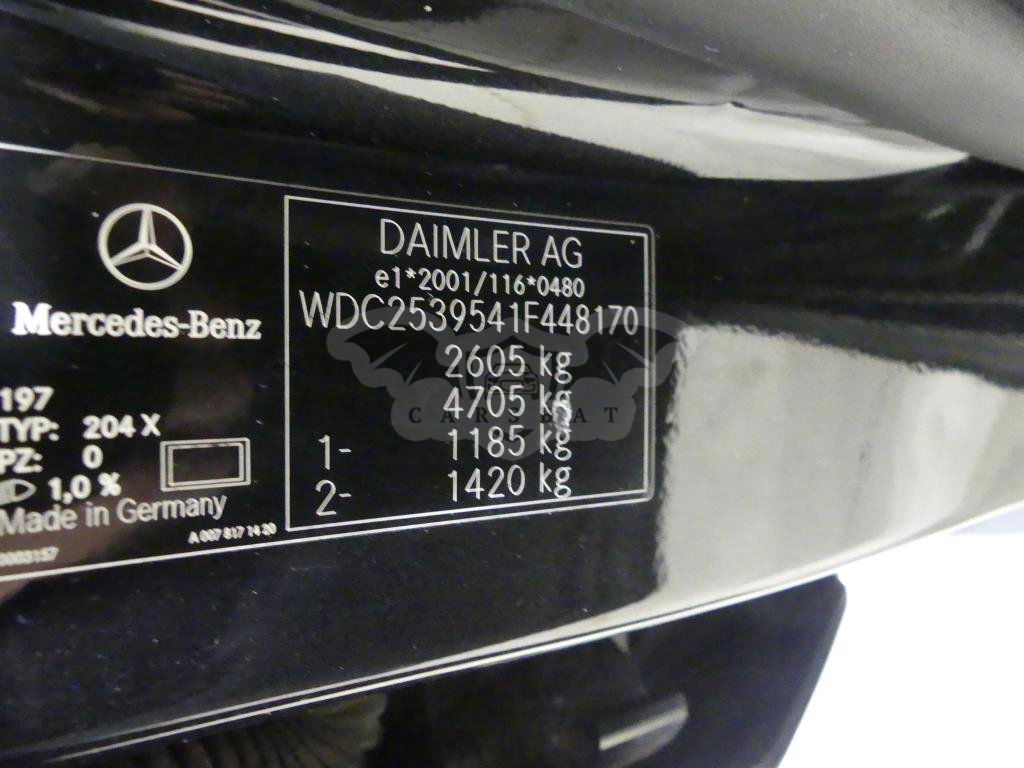 Mercedes-Benz
197
TYP: 204 X
PZ: 0
1,0 %
Made in Germany
A 007 817 14 20
DAIMLER AG
e1*2001/116*0480
WDC2539541F448170
2605 kg
4705 kg
1- 1185 kg
2- 1420 kg
CARSBAT